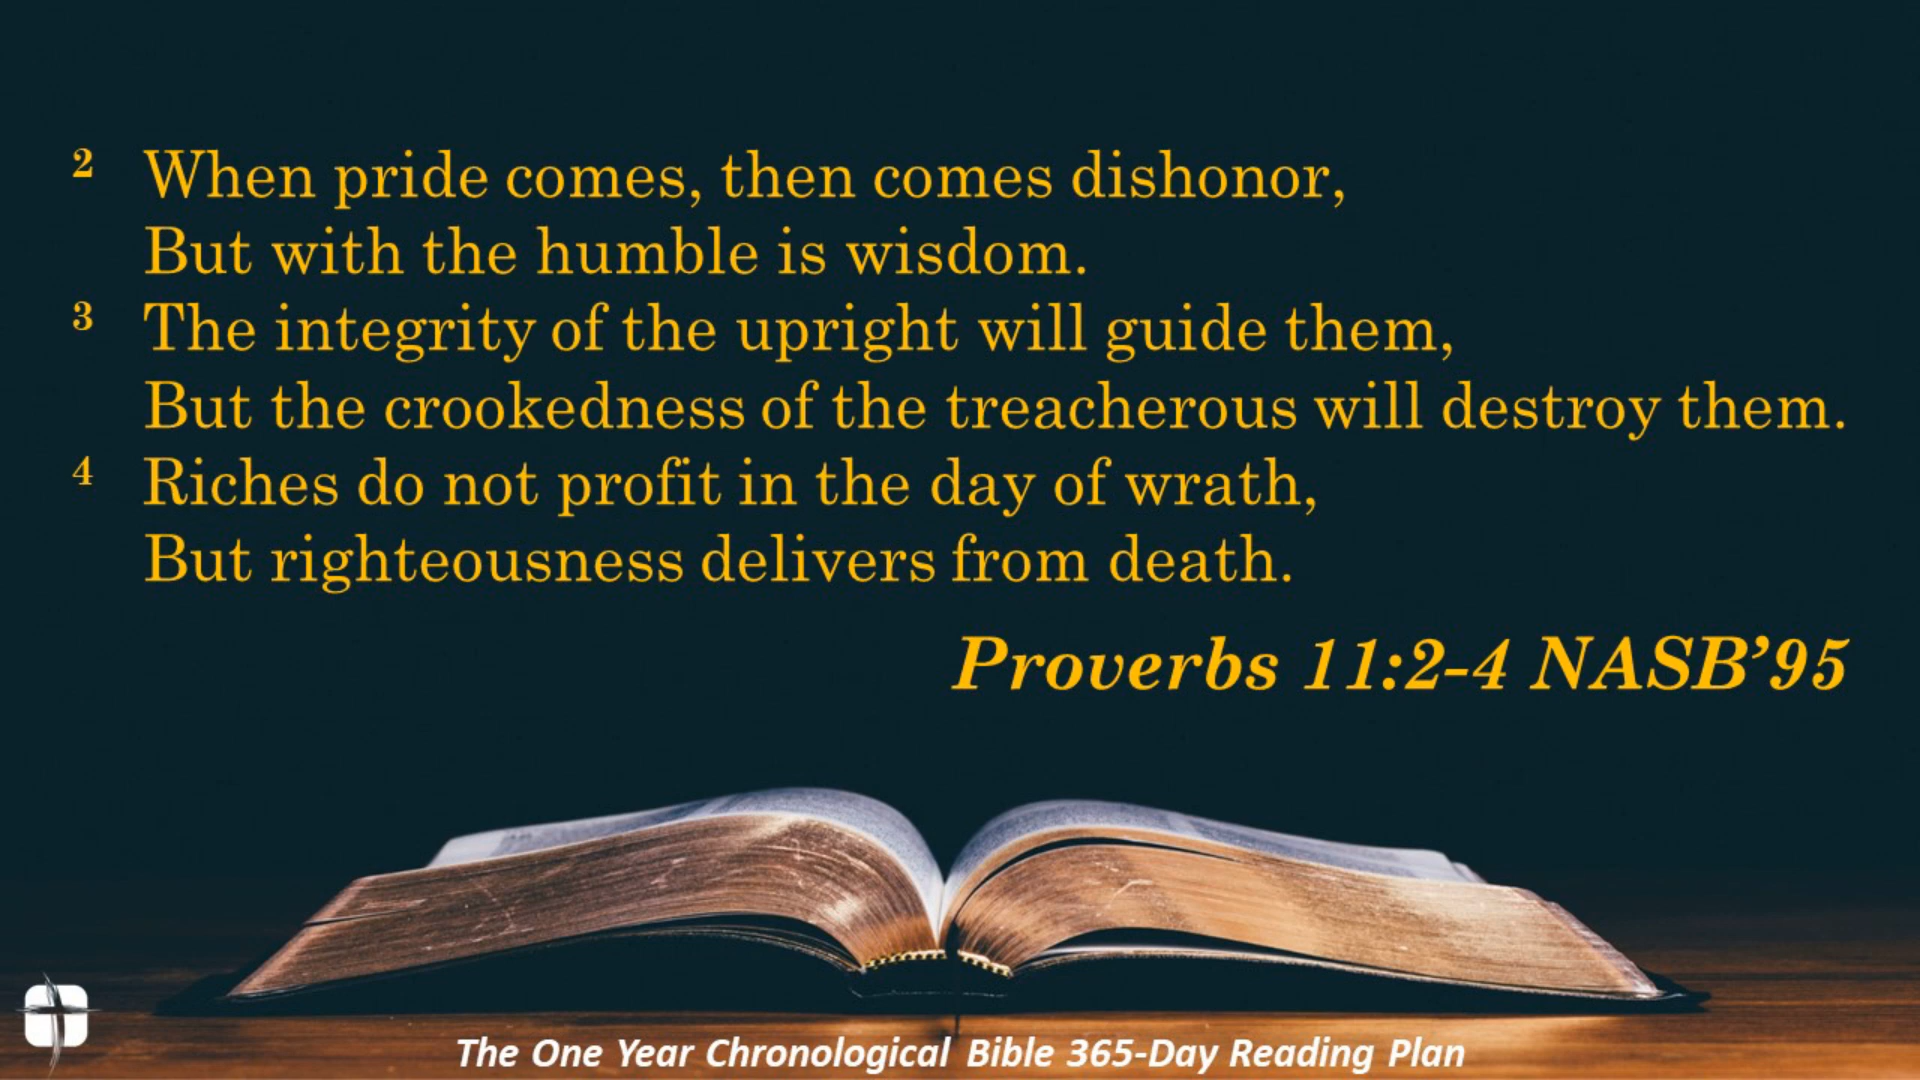 2 When pride comes, then comes dishonor,
But with the humble is wisdom.
3 The integrity of the upright will guide them,
But the crookedness of the treacherous will destroy them.
4 Riches do not profit in the day of wrath,
But righteousness delivers from death.
Proverbs 11:2-4 NASB’95
The One Year Chronological Bible 365-Day Reading Plan